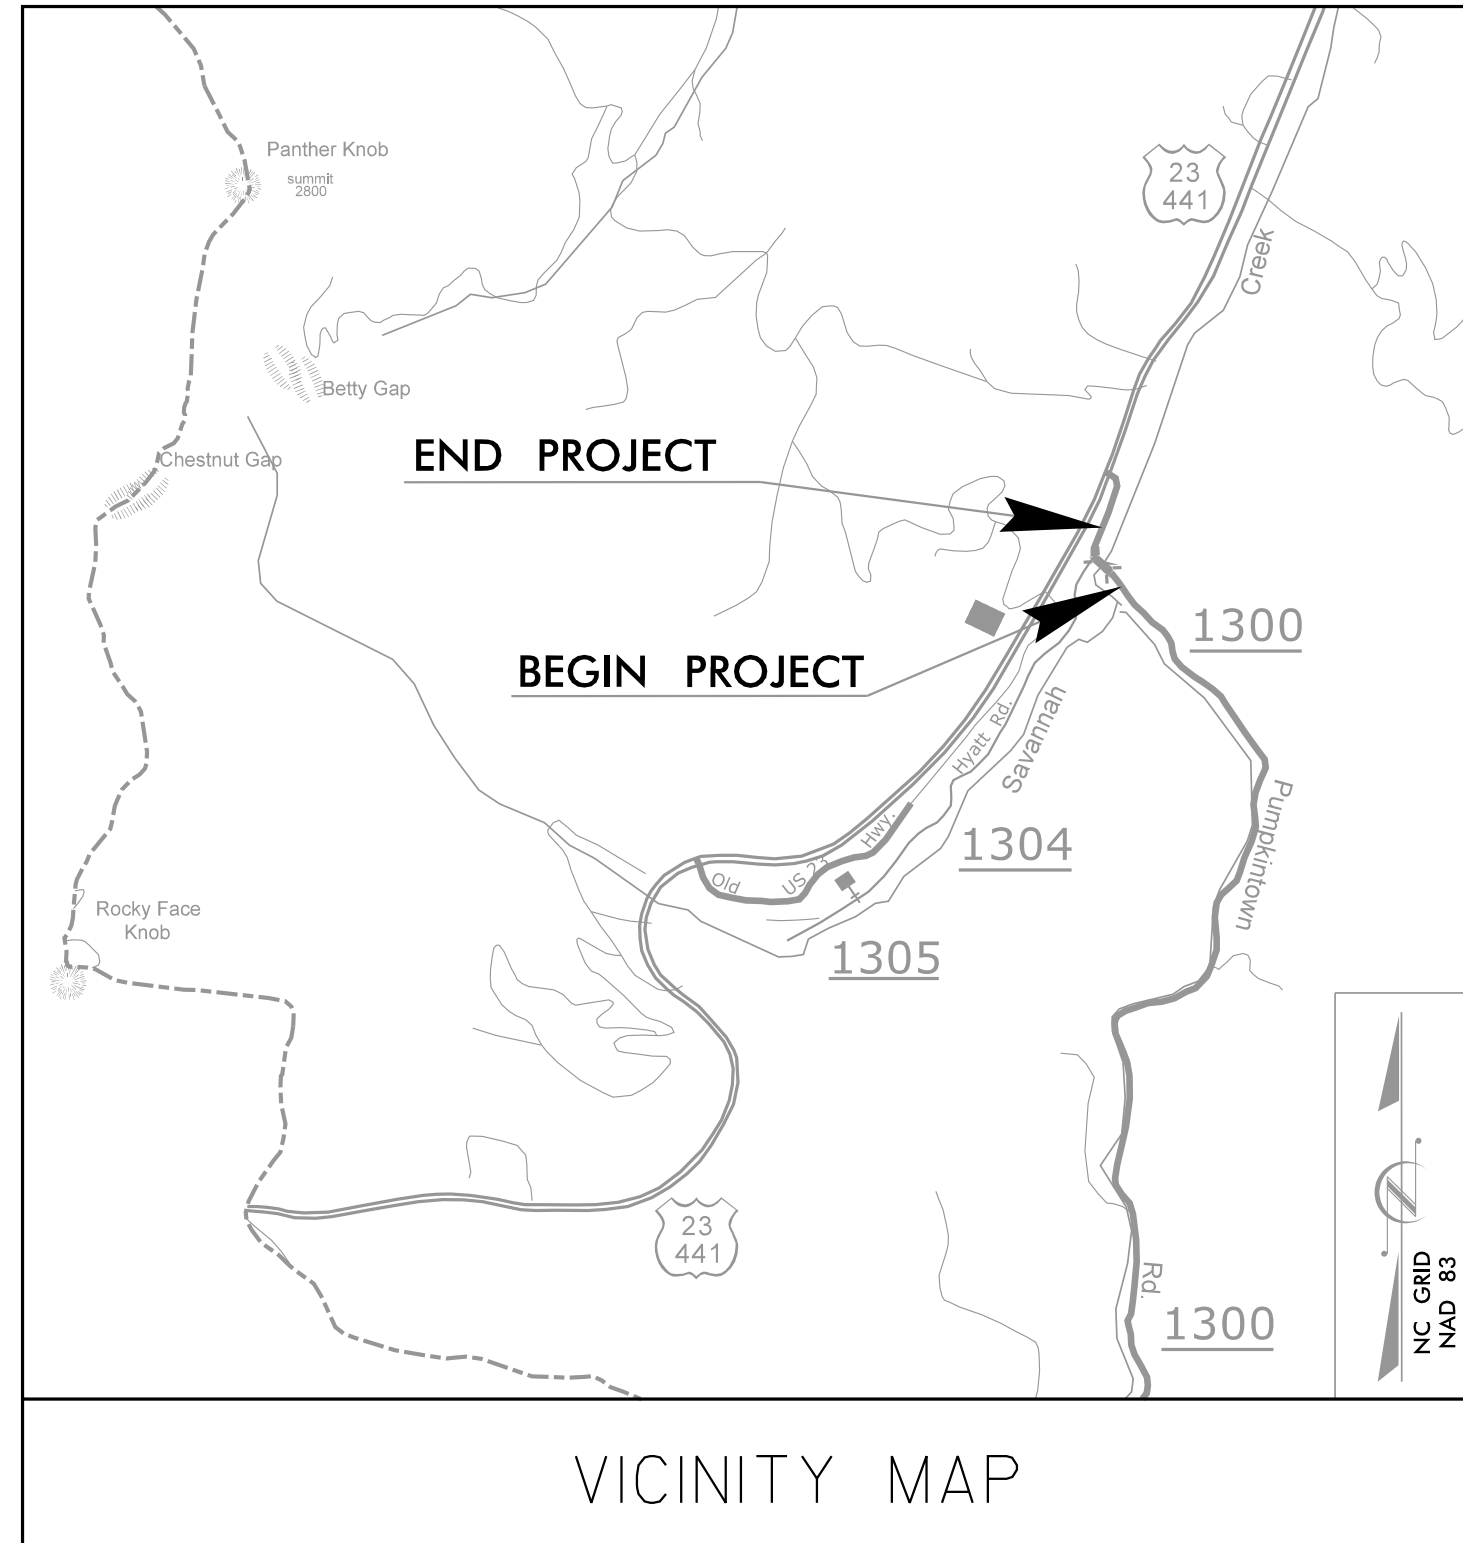 Panther Knob
summit
2800
23
441
Creek
Betty Gap
Chestnut Gap
END PROJECT
1300
BEGIN PROJECT
Hyatt Rd.
Savannah
Pumpkintown
Hwy.
1304
US 23
Old
Rocky Face
Knob
1305
23
441
Rd.
1300
NC GRID
NAD 83
VICINITY MAP